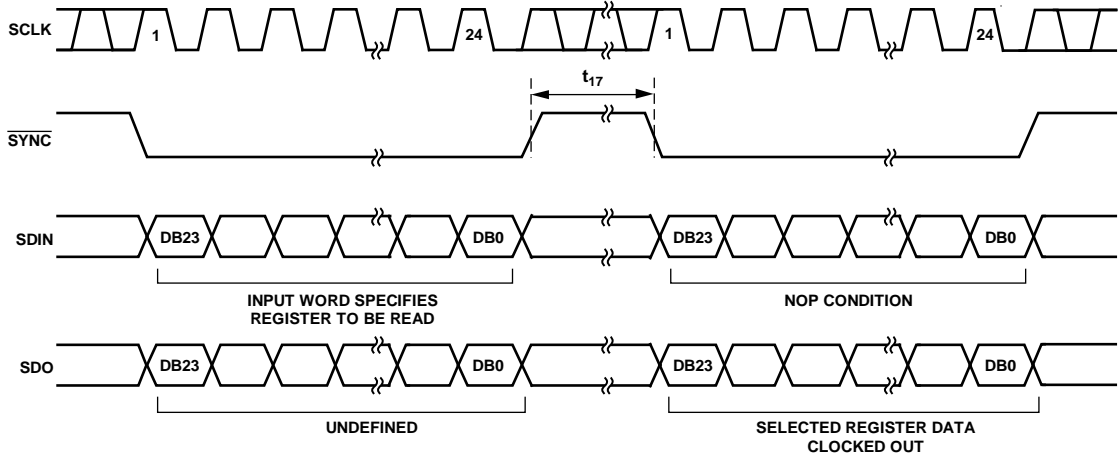 SCLK
1
24
1
24
t17
SYNC
SDIN
DB23
DB0
DB23
DB0
INPUT WORD SPECIFIES
REGISTER TO BE READ
NOP CONDITION
SDO
DB23
DB0
DB23
DB0
UNDEFINED
SELECTED REGISTER DATA
CLOCKED OUT